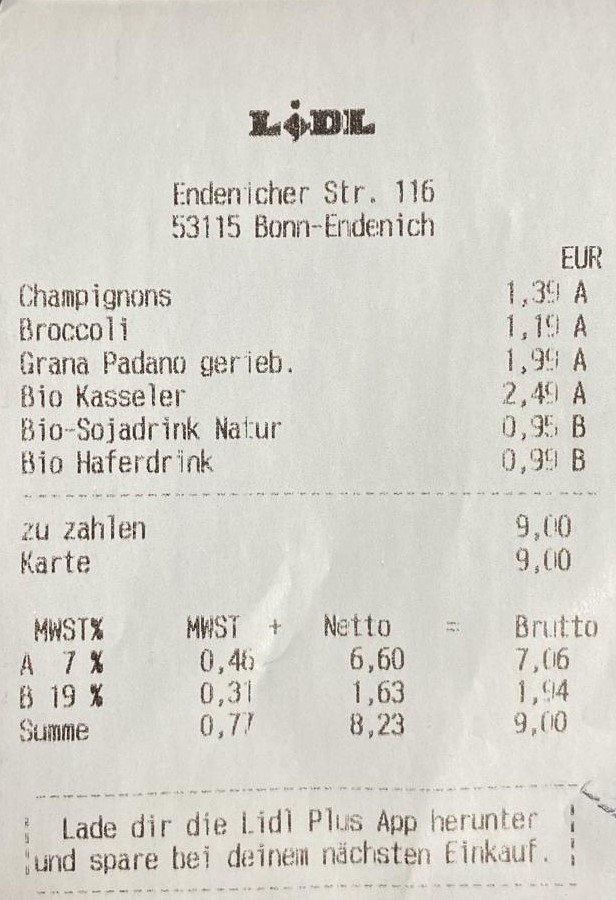 LiDL
Endenicher Str. 116
53115 Bonn-Endenich
EUR
Champignons 1,39 A
Broccoli 1,19 A
Grana Padano gerieb. 1,99 A
Bio Kasseler 2,49 A
Bio-Sojadrink Natur 0,95 B
Bio Haferdrink 0,99 B
zu zahlen 9,00
Karte 9,00
MWST% MWST + Netto = Brutto
A 7 % 0,46 6,60 7,06
B 19 % 0,31 1,63 1,94
Summe 0,77 8,23 9,00
Lade dir die Lidl Plus App herunter
und spare bei deinem nächsten Einkauf.